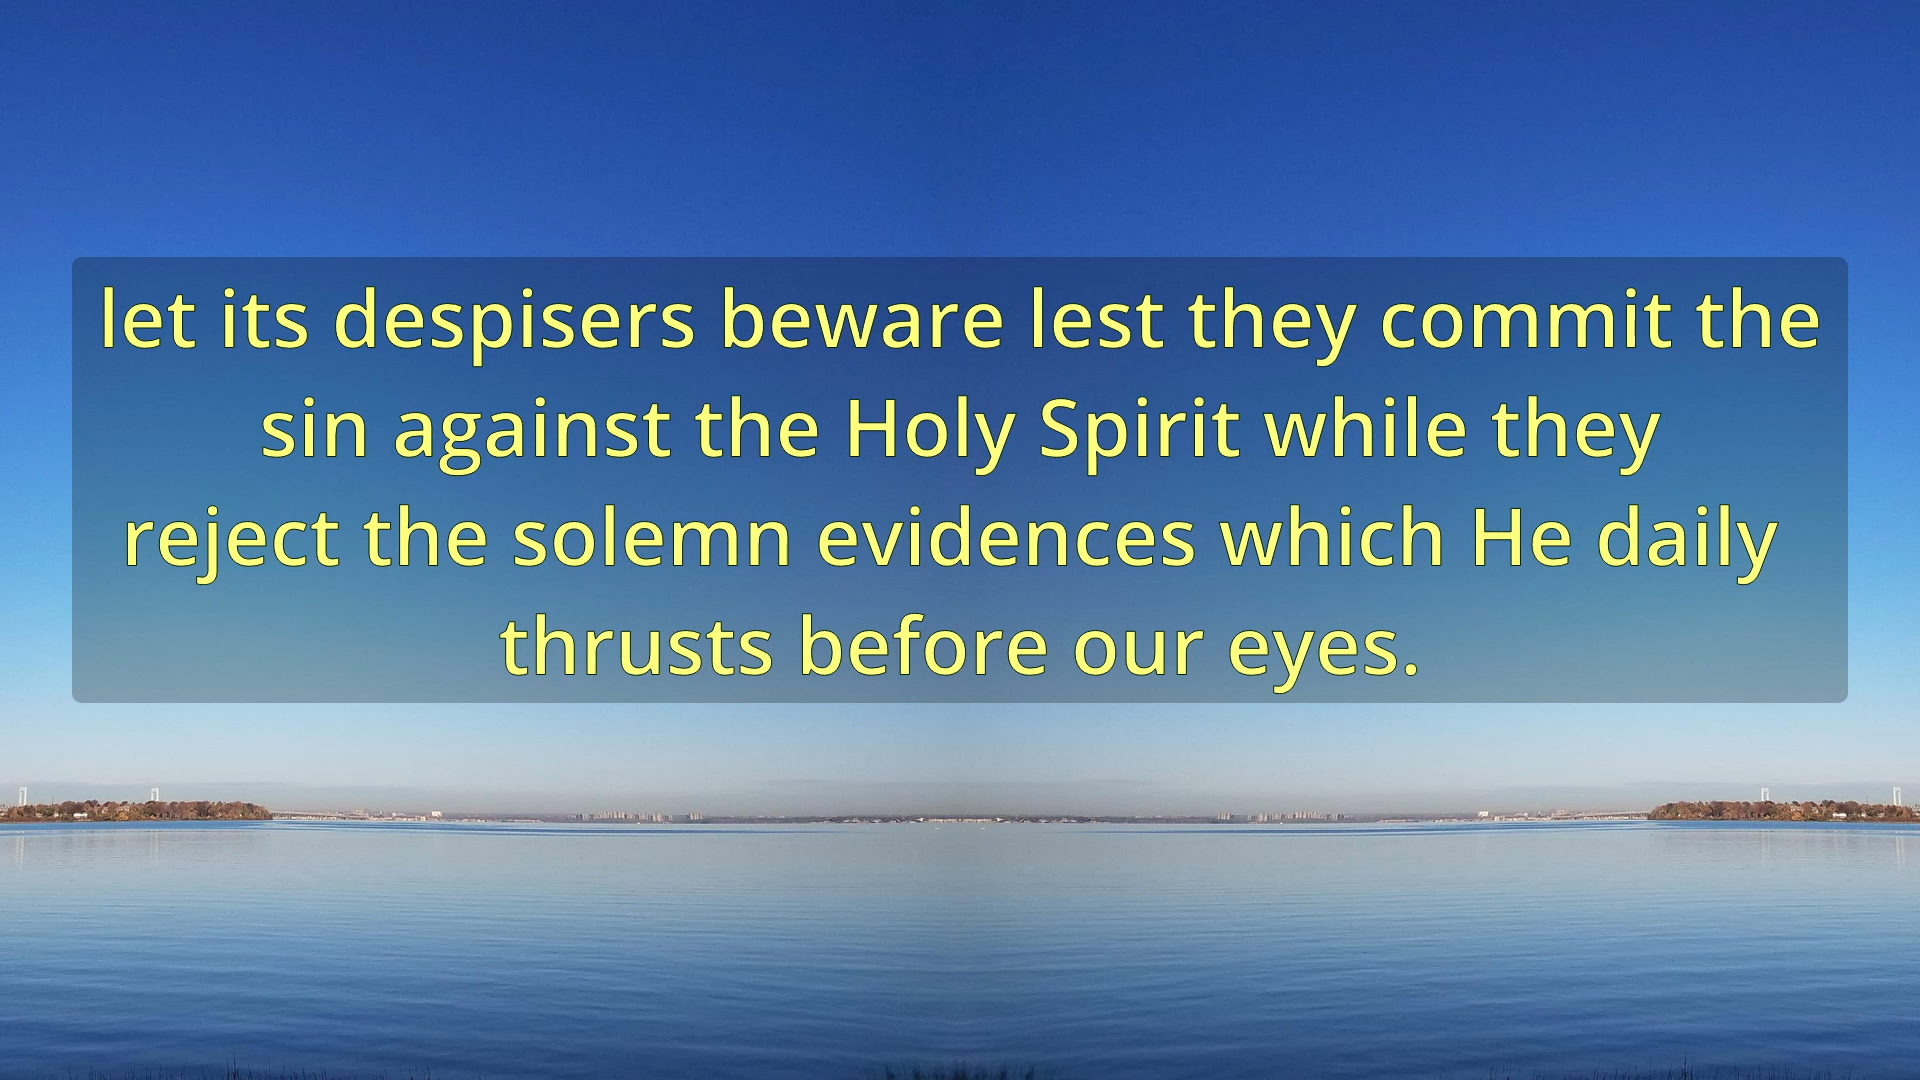 let its despisers beware lest they commit the
sin against the Holy Spirit while they
reject the solemn evidences which He daily
thrusts before our eyes.